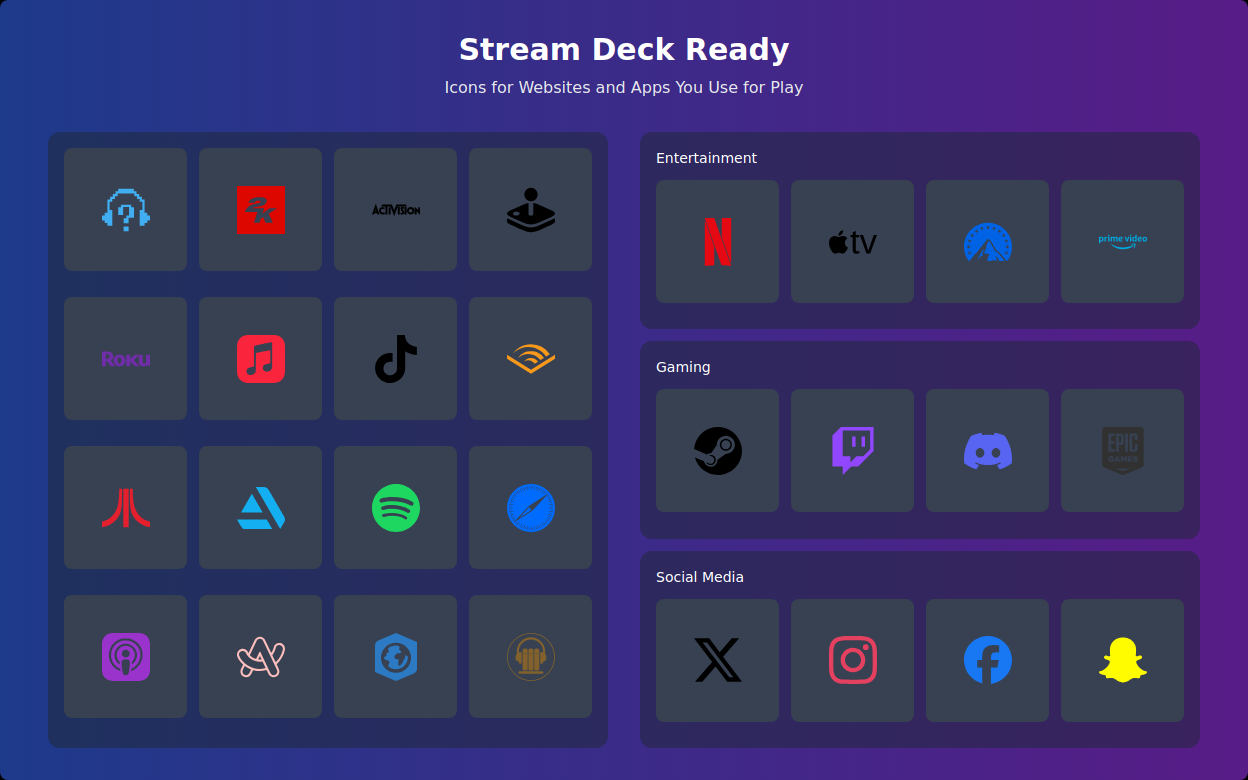 Stream Deck Ready
Icons for Websites and Apps You Use for Play
2K
ACTIVISION
ROKU
Entertainment
N
tv
prime video
Gaming
EPIC
GAMES
Social Media